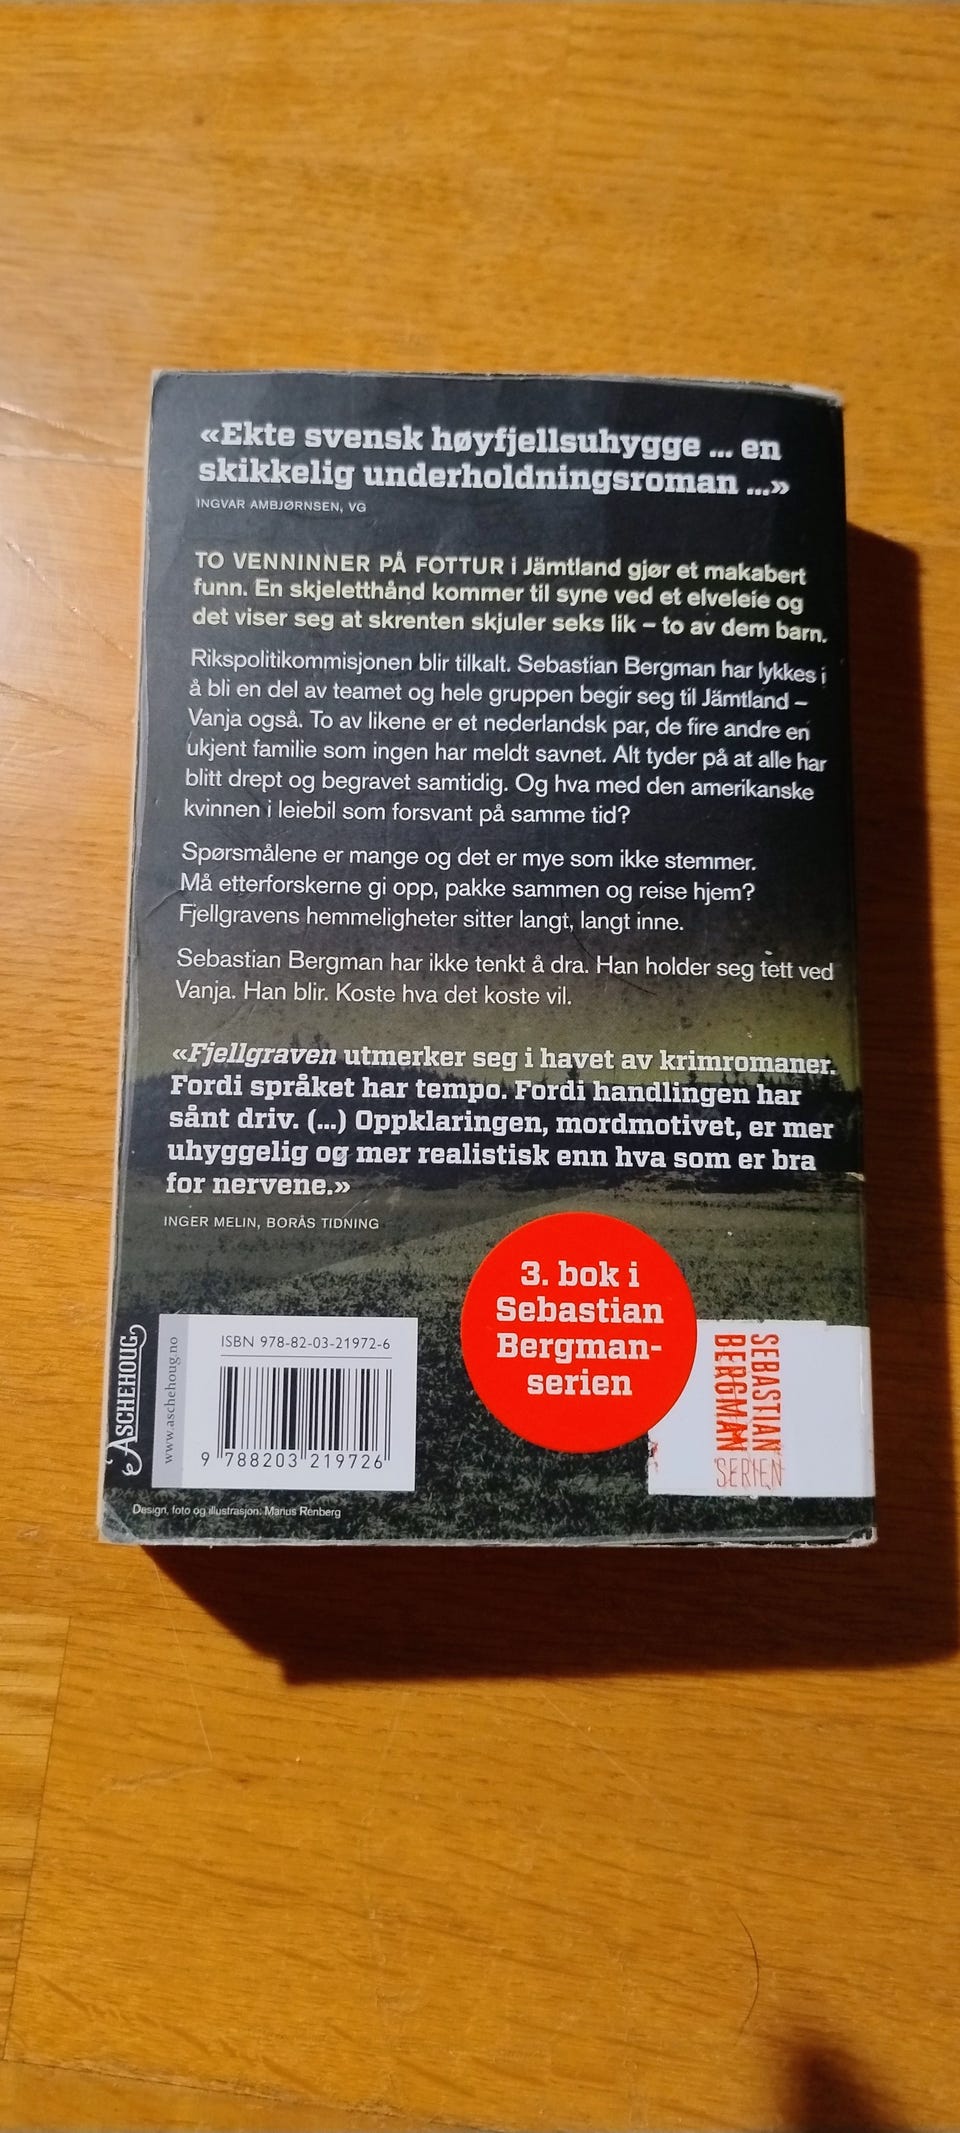 «Ekte svensk høyfjellsuhygge ... en
skikkelig underholdningsroman ...»
INGVAR AMBJØRNSEN, VG
TO VENNINNER PÅ FOTTUR i Jämtland gjør et makabert
funn. En skjeletthånd kommer til syne ved et elveleie og
det viser seg at skrenten skjuler seks lik – to av dem barn.
Rikspolitikommisjonen blir tilkalt. Sebastian Bergman har lykkes i
å bli en del av teamet og hele gruppen begir seg til Jämtland –
Vanja også. To av likene er et nederlandsk par, de fire andre en
ukjent familie som ingen har meldt savnet. Alt tyder på at alle har
blitt drept og begravet samtidig. Og hva med den amerikanske
kvinnen i leiebil som forsvant på samme tid?
Spørsmålene er mange og det er mye som ikke stemmer.
Må etterforskerne gi opp, pakke sammen og reise hjem?
Fjellgravens hemmeligheter sitter langt, langt inne.
Sebastian Bergman har ikke tenkt å dra. Han holder seg tett ved
Vanja. Han blir. Koste hva det koste vil.
«Fjellgraven utmerker seg i havet av krimromaner.
Fordi språket har tempo. Fordi handlingen har
sånt driv. (...) Oppklaringen, mordmotivet, er mer
uhyggelig og mer realistisk enn hva som er bra
for nervene.»
INGER MELIN, BORÅS TIDNING
3. bok i
Sebastian
Bergman-
serien
SEBASTIAN
BERGMAN
SERIEN
ASCHEHOUG
www.aschehoug.no
ISBN 978-82-03-21972-6
9 788203 219726
Design, foto og illustrasjon: Marius Renberg